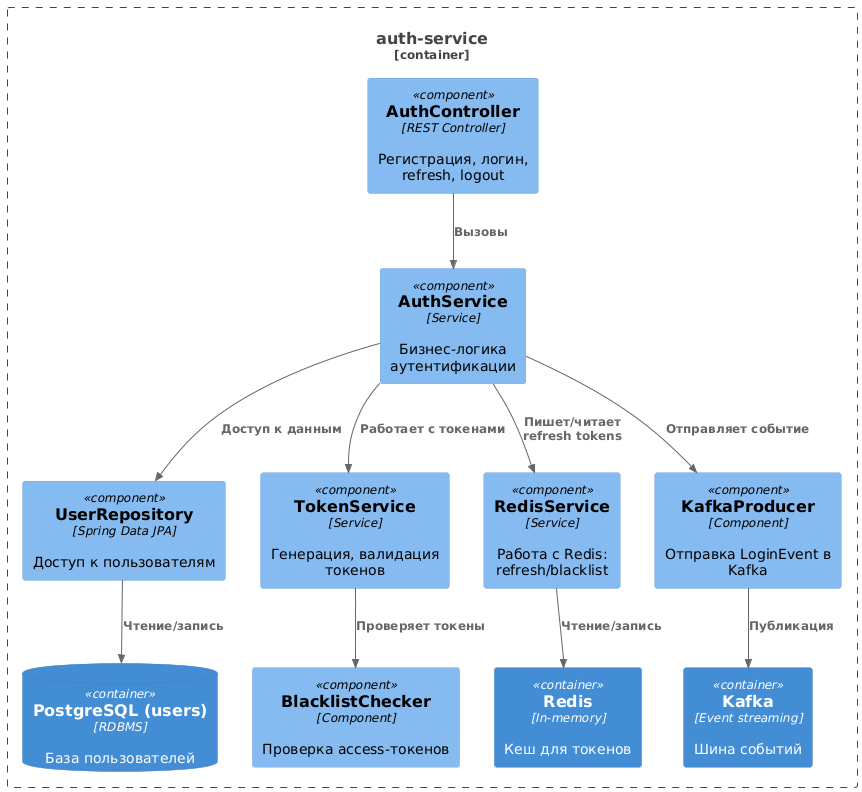 auth-service
[container]
«component»
AuthController
[REST Controller]
Регистрация, логин,
refresh, logout
Вызовы
«component»
AuthService
[Service]
Бизнес-логика
аутентификации
Доступ к данным
Работает с токенами
Пишет/читает
refresh tokens
Отправляет событие
«component»
UserRepository
[Spring Data JPA]
Доступ к пользователям
«component»
TokenService
[Service]
Генерация, валидация
токенов
«component»
RedisService
[Service]
Работа с Redis:
refresh/blacklist
«component»
KafkaProducer
[Component]
Отправка LoginEvent в
Kafka
Чтение/запись
Проверяет токены
Чтение/запись
Публикация
«container»
PostgreSQL (users)
[RDBMS]
База пользователей
«component»
BlacklistChecker
[Component]
Проверка access-токенов
«container»
Redis
[In-memory]
Кеш для токенов
«container»
Kafka
[Event streaming]
Шина событий